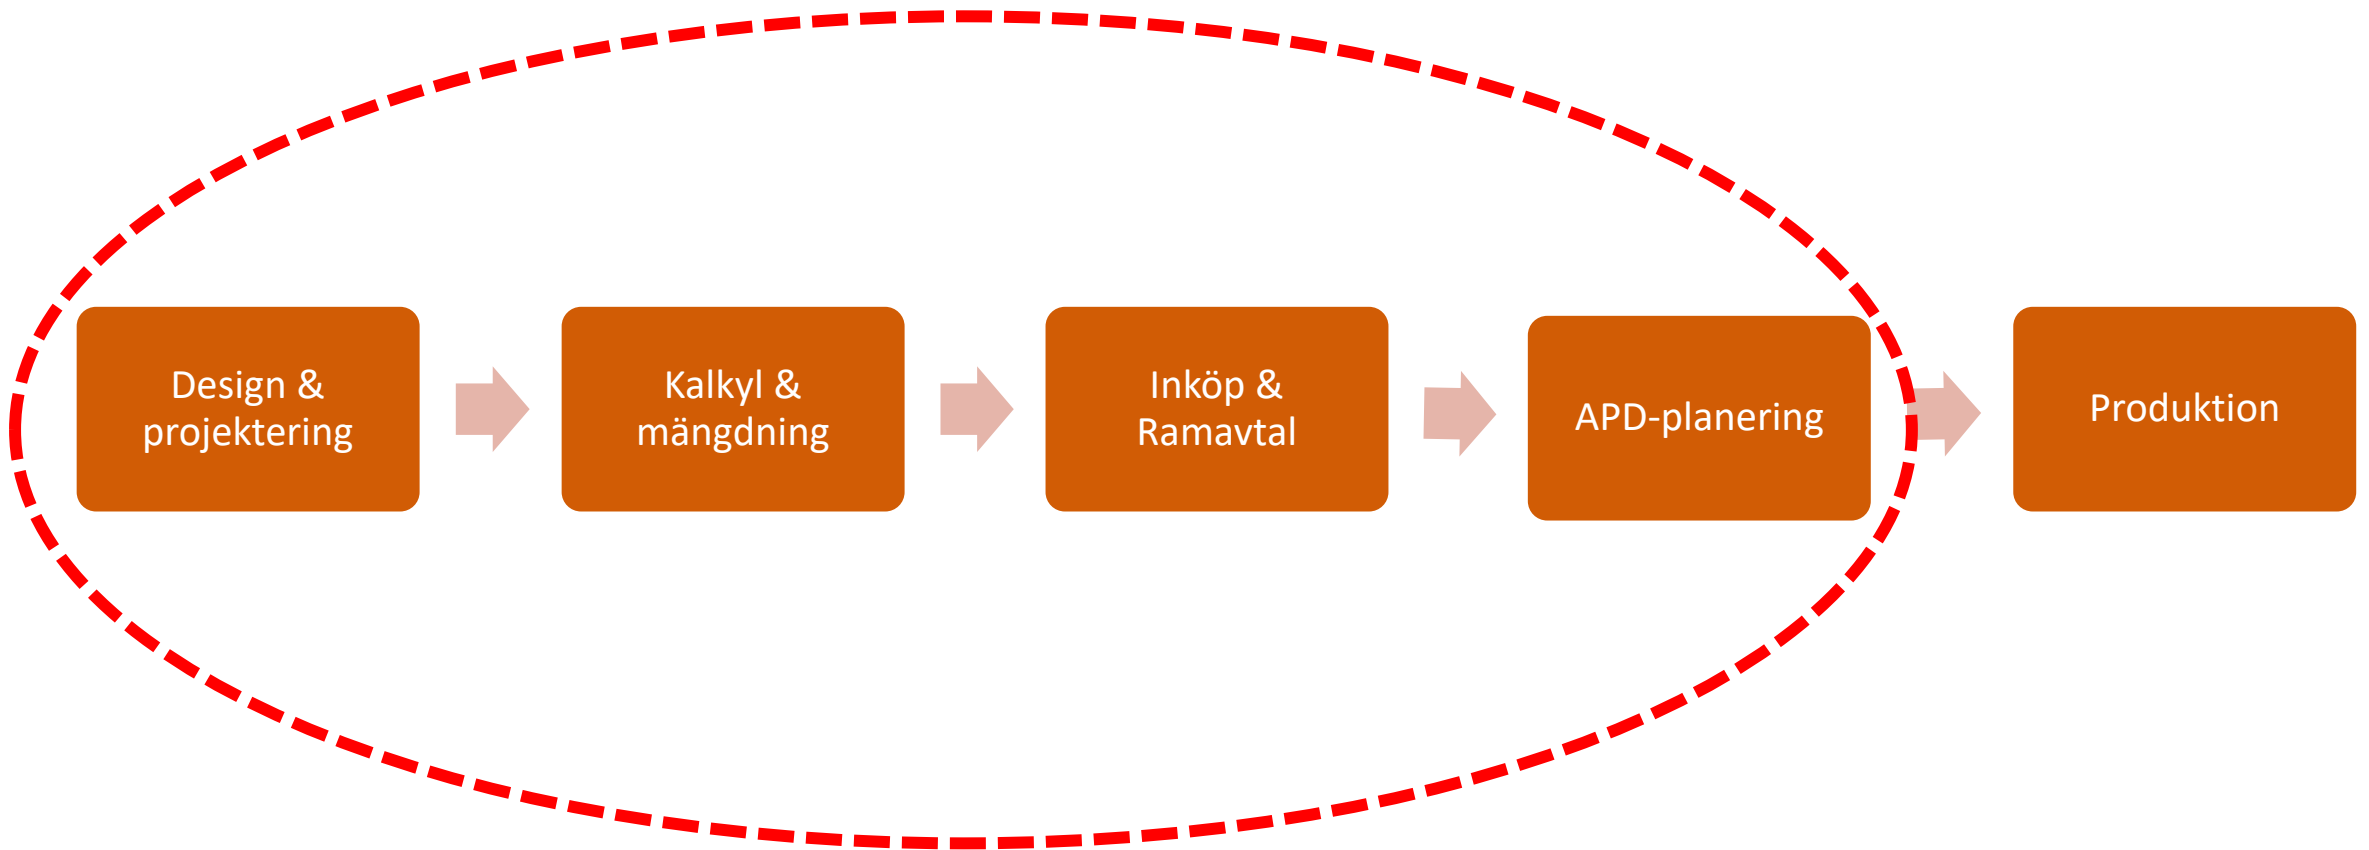 Design &
projektering
Kalkyl &
mängdning
Inköp &
Ramavtal
APD-planering
Produktion